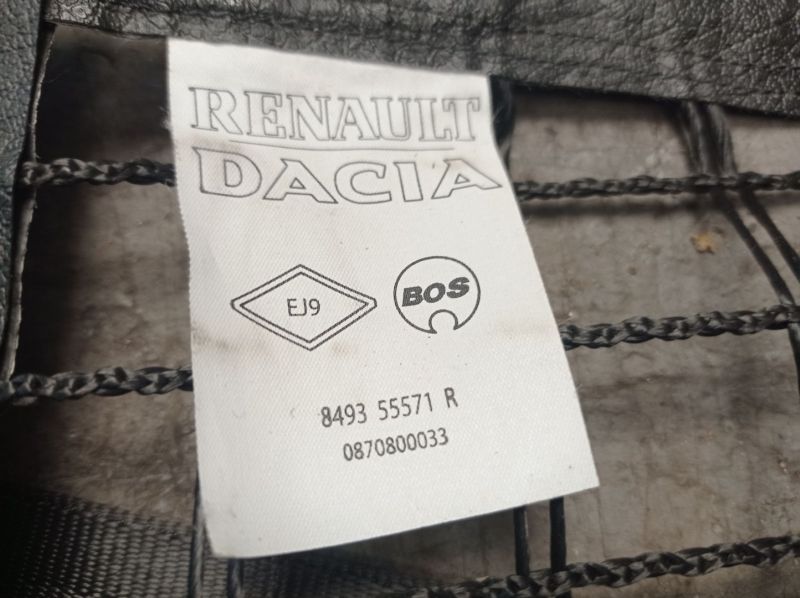 RENAULT
DACIA
EJ9
BOS
8493 55571 R
0870800033